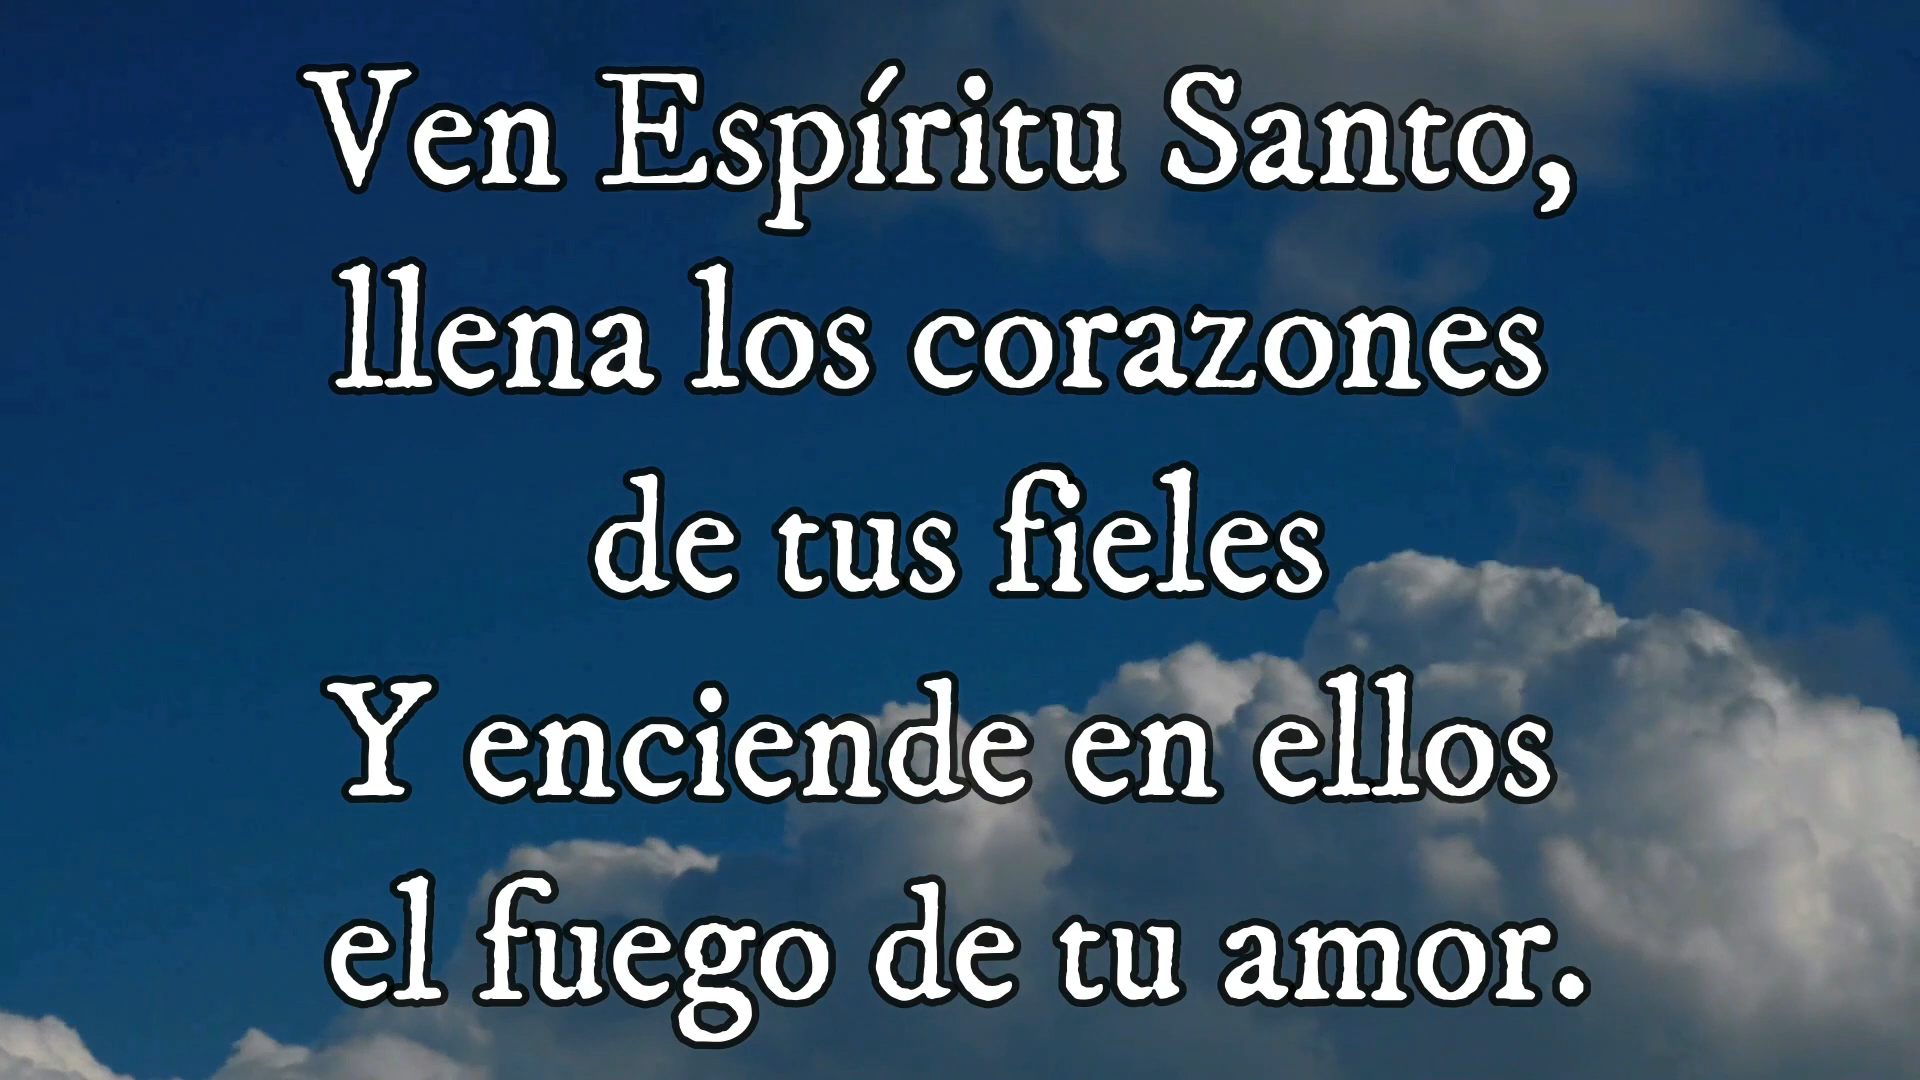 Ven Espíritu Santo,
llena los corazones
de tus fieles
Y enciende en ellos
el fuego de tu amor.